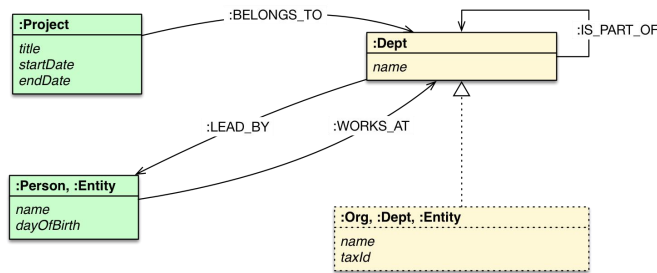 :BELONGS_TO
:Project
title
startDate
endDate
:Dept
name
:IS_PART_OF
:LEAD_BY
:WORKS_AT
:Person, :Entity
name
dayOfBirth
:Org, :Dept, :Entity
name
taxId